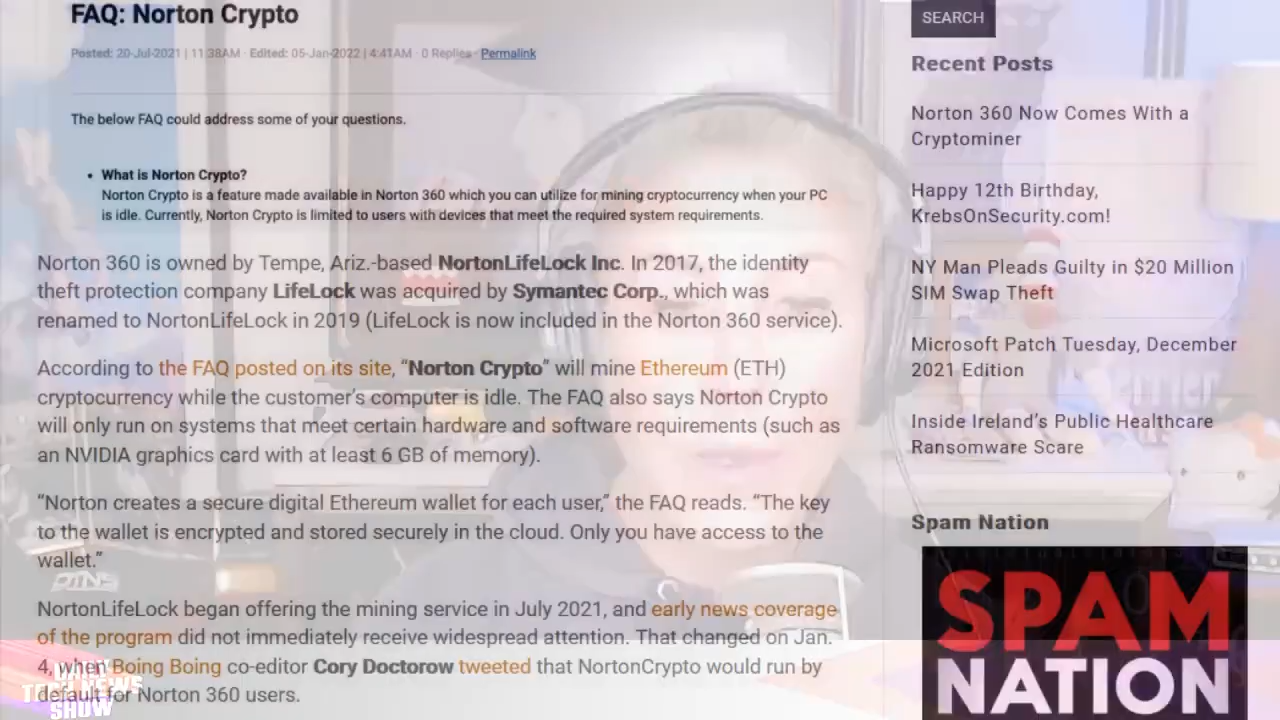 FAQ: Norton Crypto
Posted: 20-Jul-2021 | 11:38AM · Edited: 05-Jan-2022 | 4:41AM · 0 Replies · Permalink
The below FAQ could address some of your questions.
• What is Norton Crypto?
Norton Crypto is a feature made available in Norton 360 which you can utilize for mining cryptocurrency when your PC
is idle. Currently, Norton Crypto is limited to users with devices that meet the required system requirements.
Norton 360 is owned by Tempe, Ariz.-based NortonLifeLock Inc. In 2017, the identity
theft protection company LifeLock was acquired by Symantec Corp., which was
renamed to NortonLifeLock in 2019 (LifeLock is now included in the Norton 360 service).
According to the FAQ posted on its site, “Norton Crypto” will mine Ethereum (ETH)
cryptocurrency while the customer’s computer is idle. The FAQ also says Norton Crypto
will only run on systems that meet certain hardware and software requirements (such as
an NVIDIA graphics card with at least 6 GB of memory).
“Norton creates a secure digital Ethereum wallet for each user,” the FAQ reads. “The key
to the wallet is encrypted and stored securely in the cloud. Only you have access to the
wallet.”
NortonLifeLock began offering the mining service in July 2021, and early news coverage
of the program did not immediately receive widespread attention. That changed on Jan.
4, when Boing Boing co-editor Cory Doctorow tweeted that NortonCrypto would run by
default for Norton 360 users.
SEARCH
Recent Posts
Norton 360 Now Comes With a
Cryptominer
Happy 12th Birthday,
KrebsOnSecurity.com!
NY Man Pleads Guilty in $20 Million
SIM Swap Theft
Microsoft Patch Tuesday, December
2021 Edition
Inside Ireland’s Public Healthcare
Ransomware Scare
Spam Nation
SPAM
NATION
PINS
NEWS
SHOW